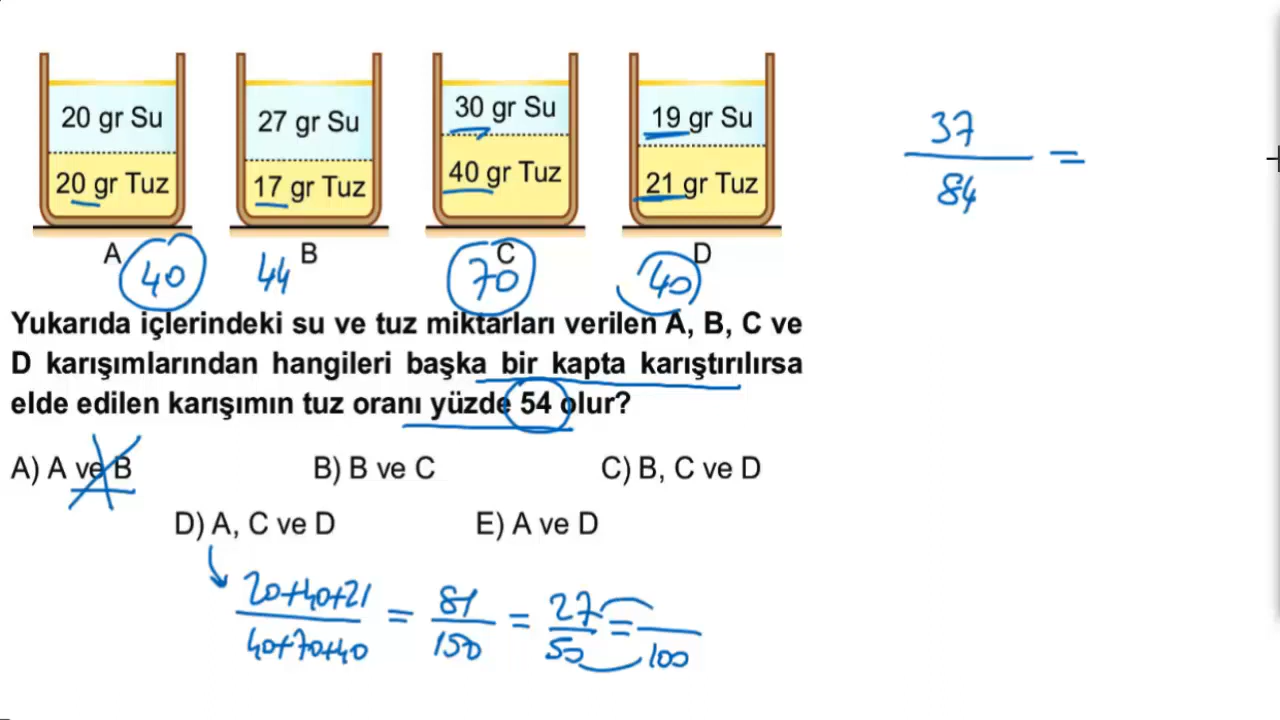 20 gr Su 27 gr Su 30 gr Su 19 gr Su
20 gr Tuz 17 gr Tuz 40 gr Tuz 21 gr Tuz
A B C D
40 44 70 40
37
84
=
Yukarıda içlerindeki su ve tuz miktarları verilen A, B, C ve
D karışımlarından hangileri başka bir kapta karıştırılırsa
elde edilen karışımın tuz oranı yüzde 54 olur?
A) A ve B B) B ve C C) B, C ve D
D) A, C ve D E) A ve D
20+40+21 = 81 = 27 =
40+70+40 150 50 100